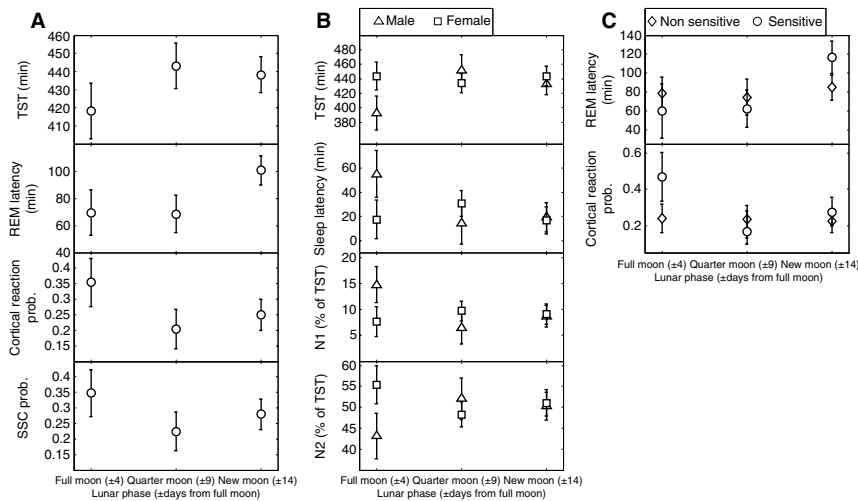 A
TST
(min)
460
450
440
430
420
410
REM latency
(min)
100
80
60
40
Cortical reaction
prob.
0.4
0.35
0.3
0.25
0.2
0.15
SSC prob.
0.4
0.35
0.3
0.25
0.2
0.15
Full moon (±4) Quarter moon (±9) New moon (±14)
Lunar phase (±days from full moon)
B
Male Female
TST
(min)
480
460
440
420
400
380
Sleep latency (min)
80
60
40
20
0
N1 (% of TST)
20
15
10
5
N2 (% of TST)
60
55
50
45
40
Full moon (±4) Quarter moon (±9) New moon (±14)
Lunar phase (±days from full moon)
C
Non sensitive Sensitive
REM latency
(min)
140
120
100
80
60
40
Cortical reaction
prob.
0.6
0.4
0.2
Full moon (±4) Quarter moon (±9) New moon (±14)
Lunar phase (±days from full moon)